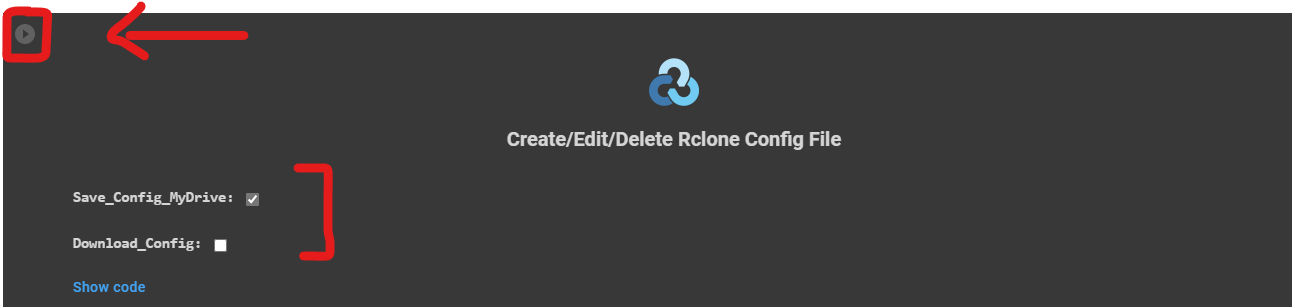 Create/Edit/Delete Rclone Config File
Save_Config_MyDrive:
Download_Config:
Show code